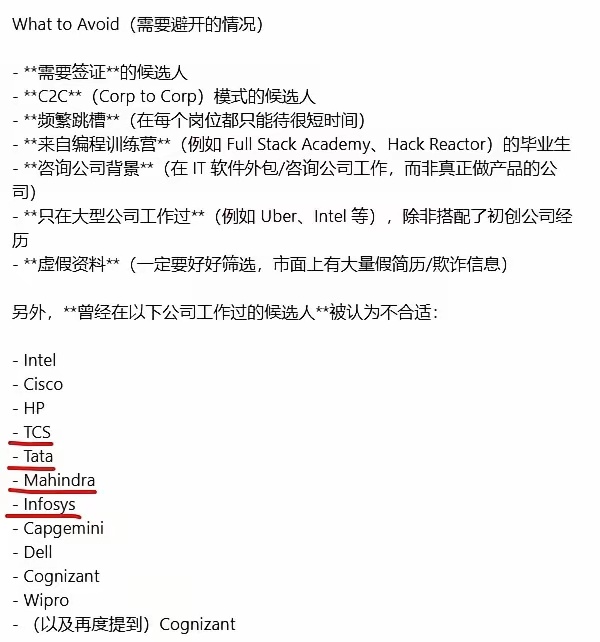 What to Avoid（需要避开的情况）
- **需要签证**的候选人
- **C2C**（Corp to Corp）模式的候选人
- **频繁跳槽**（在每个岗位都只能待很短时间）
- **来自编程训练营**（例如 Full Stack Academy、Hack Reactor）的毕业生
- **咨询公司背景**（在 IT 软件外包/咨询公司工作，而非真正做产品的公
司）
- **只在大型公司工作过**（例如 Uber、Intel 等），除非搭配了初创公司经
历
- **虚假资料**（一定要好好筛选，市面上有大量假简历/欺诈信息）
另外，**曾经在以下公司工作过的候选人**被认为不合适：
- Intel
- Cisco
- HP
- TCS
- Tata
- Mahindra
- Infosys
- Capgemini
- Dell
- Cognizant
- Wipro
- （以及再度提到）Cognizant